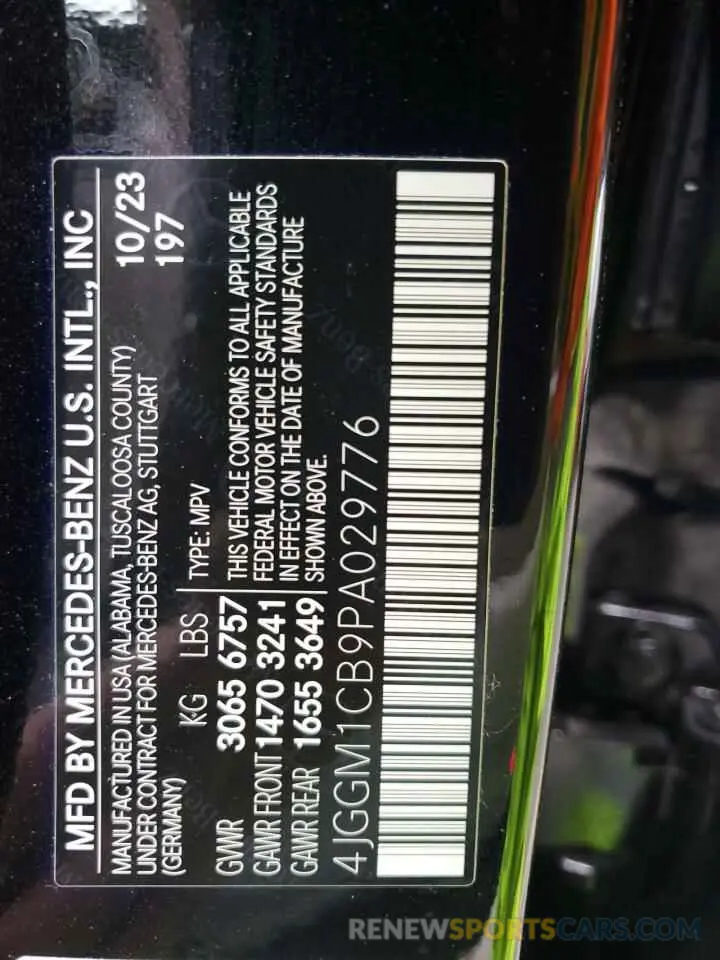 MFD BY MERCEDES-BENZ U.S. INTL., INC
MANUFACTURED IN USA (ALABAMA, TUSCALOOSA COUNTY)
UNDER CONTRACT FOR MERCEDES-BENZ AG, STUTTGART
(GERMANY)
10/23
197
KG LBS TYPE: MPV
GVWR 3065 6757
GAWR FRONT 1470 3241
GAWR REAR 1655 3649
THIS VEHICLE CONFORMS TO ALL APPLICABLE
FEDERAL MOTOR VEHICLE SAFETY STANDARDS
IN EFFECT ON THE DATE OF MANUFACTURE
SHOWN ABOVE.
4JGGM1CB9PA029776
RENEWSPORTSCARS.COM